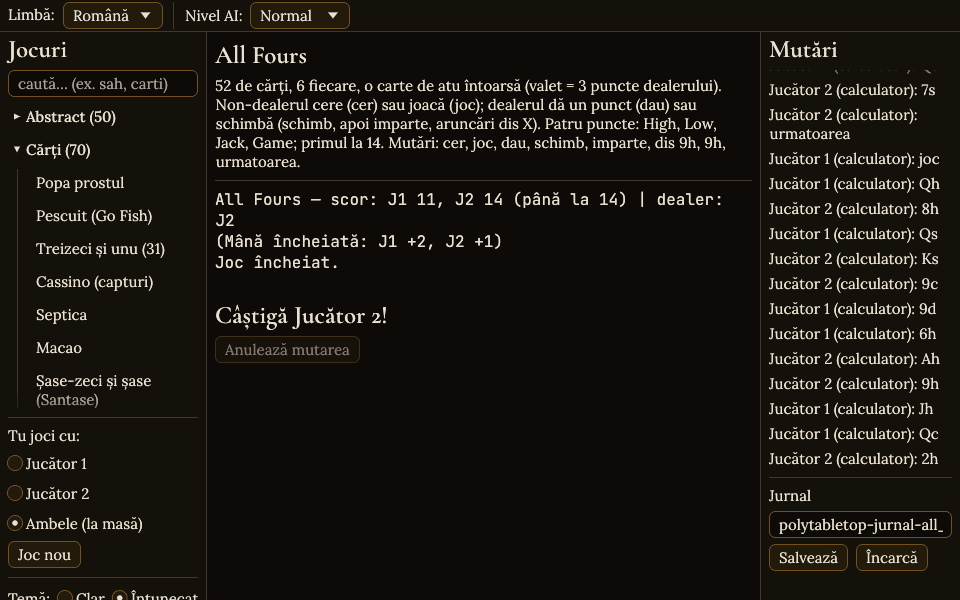 Limbă: Română ▼ Nivel AI: Normal ▼
Jocuri
caută... (ex. sah, carti)
▸ Abstract (50)
▾ Cărți (70)
Popa prostul
Pescuit (Go Fish)
Treizeci și unu (31)
Cassino (capturi)
Septica
Macao
Șase-zeci și șase
(Santase)
Tu joci cu:
Jucător 1
Jucător 2
Ambele (la masă)
Joc nou
Temă: Clar Întunecat
All Fours
52 de cărți, 6 fiecare, o carte de atu întoarsă (valet = 3 puncte dealerului).
Non-dealerul cere (cer) sau joacă (joc); dealerul dă un punct (dau) sau
schimbă (schimb, apoi imparte, aruncări dis X). Patru puncte: High, Low,
Jack, Game; primul la 14. Mutări: cer, joc, dau, schimb, imparte, dis 9h, 9h,
urmatoarea.
All Fours — scor: J1 11, J2 14 (până la 14) | dealer:
J2
(Mână încheiată: J1 +2, J2 +1)
Joc încheiat.
Câștigă Jucător 2!
Anulează mutarea
Mutări
Jucător 2 (calculator): 7s
Jucător 2 (calculator):
urmatoarea
Jucător 1 (calculator): joc
Jucător 1 (calculator): Qh
Jucător 2 (calculator): 8h
Jucător 1 (calculator): Qs
Jucător 2 (calculator): Ks
Jucător 2 (calculator): 9c
Jucător 1 (calculator): 9d
Jucător 1 (calculator): 6h
Jucător 2 (calculator): Ah
Jucător 2 (calculator): 9h
Jucător 1 (calculator): Jh
Jucător 1 (calculator): Qc
Jucător 2 (calculator): 2h
Jurnal
polytabletop-jurnal-all_
Salvează Încarcă